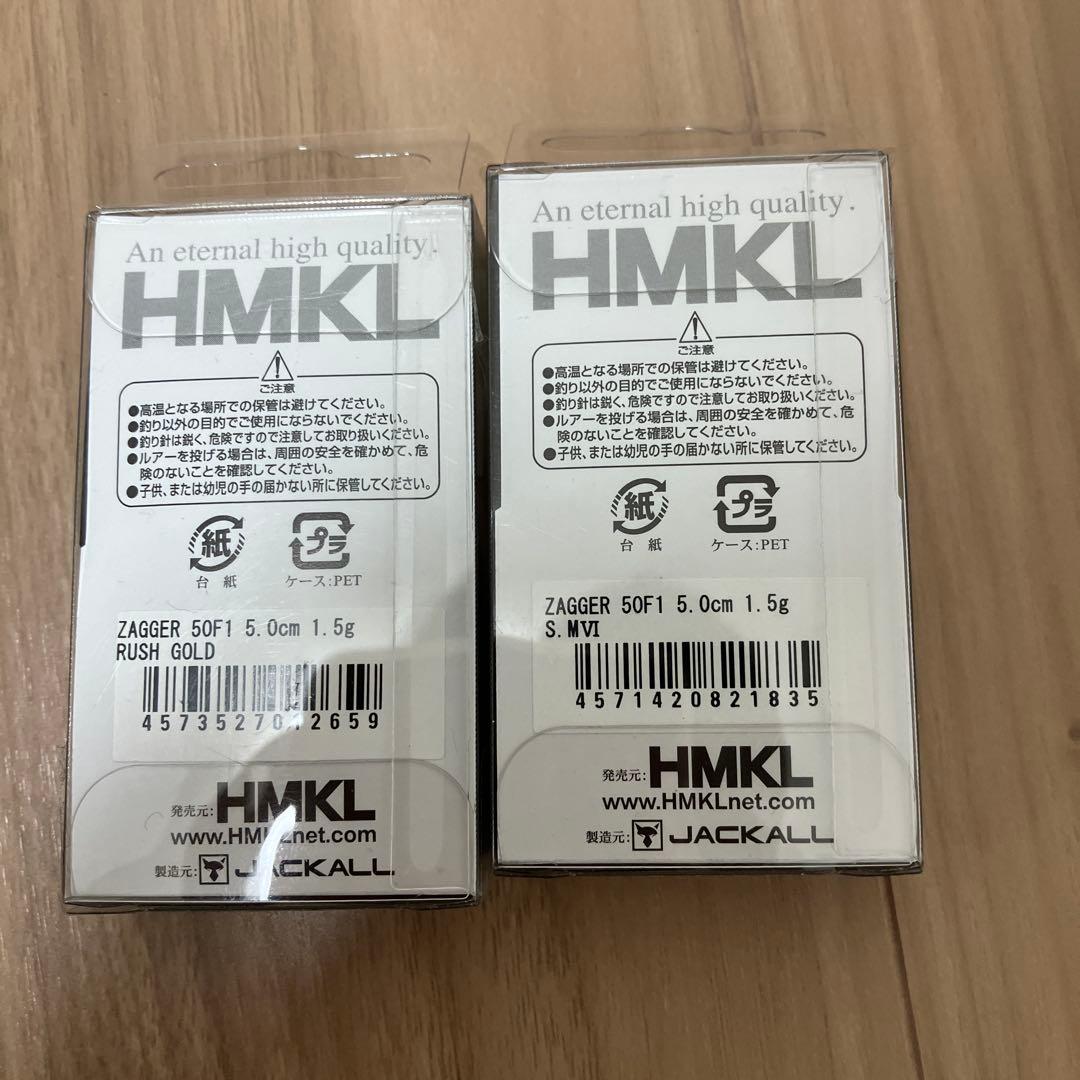 An eternal high quality.
HMKL
ご注意
●高温となる場所での保管は避けてください。
●釣り以外の目的でご使用にならないでください。
●釣り針は鋭く、危険ですので注意してお取り扱いください。
●ルアーを投げる場合は、周囲の安全を確かめて、危
険のないことを確認してください。
●子供、または幼児の手の届かない所に保管してください。
紙
プラ
台紙
ケース:PET
ZAGGER 50F1 5.0cm 1.5g
RUSH GOLD
4573527012659
発売元: HMKL
www.HMKLnet.com
製造元: JACKALL
An eternal high quality.
HMKL
ご注意
●高温となる場所での保管は避けてください。
●釣り以外の目的でご使用にならないでください。
●釣り針は鋭く、危険ですので注意してお取り扱いください。
●ルアーを投げる場合は、周囲の安全を確かめて、危
険のないことを確認してください。
●子供、または幼児の手の届かない所に保管してください。
紙
プラ
台紙
ケース:PET
ZAGGER 50F1 5.0cm 1.5g
S.MⅥ
4571420821835
発売元: HMKL
www.HMKLnet.com
製造元: JACKALL